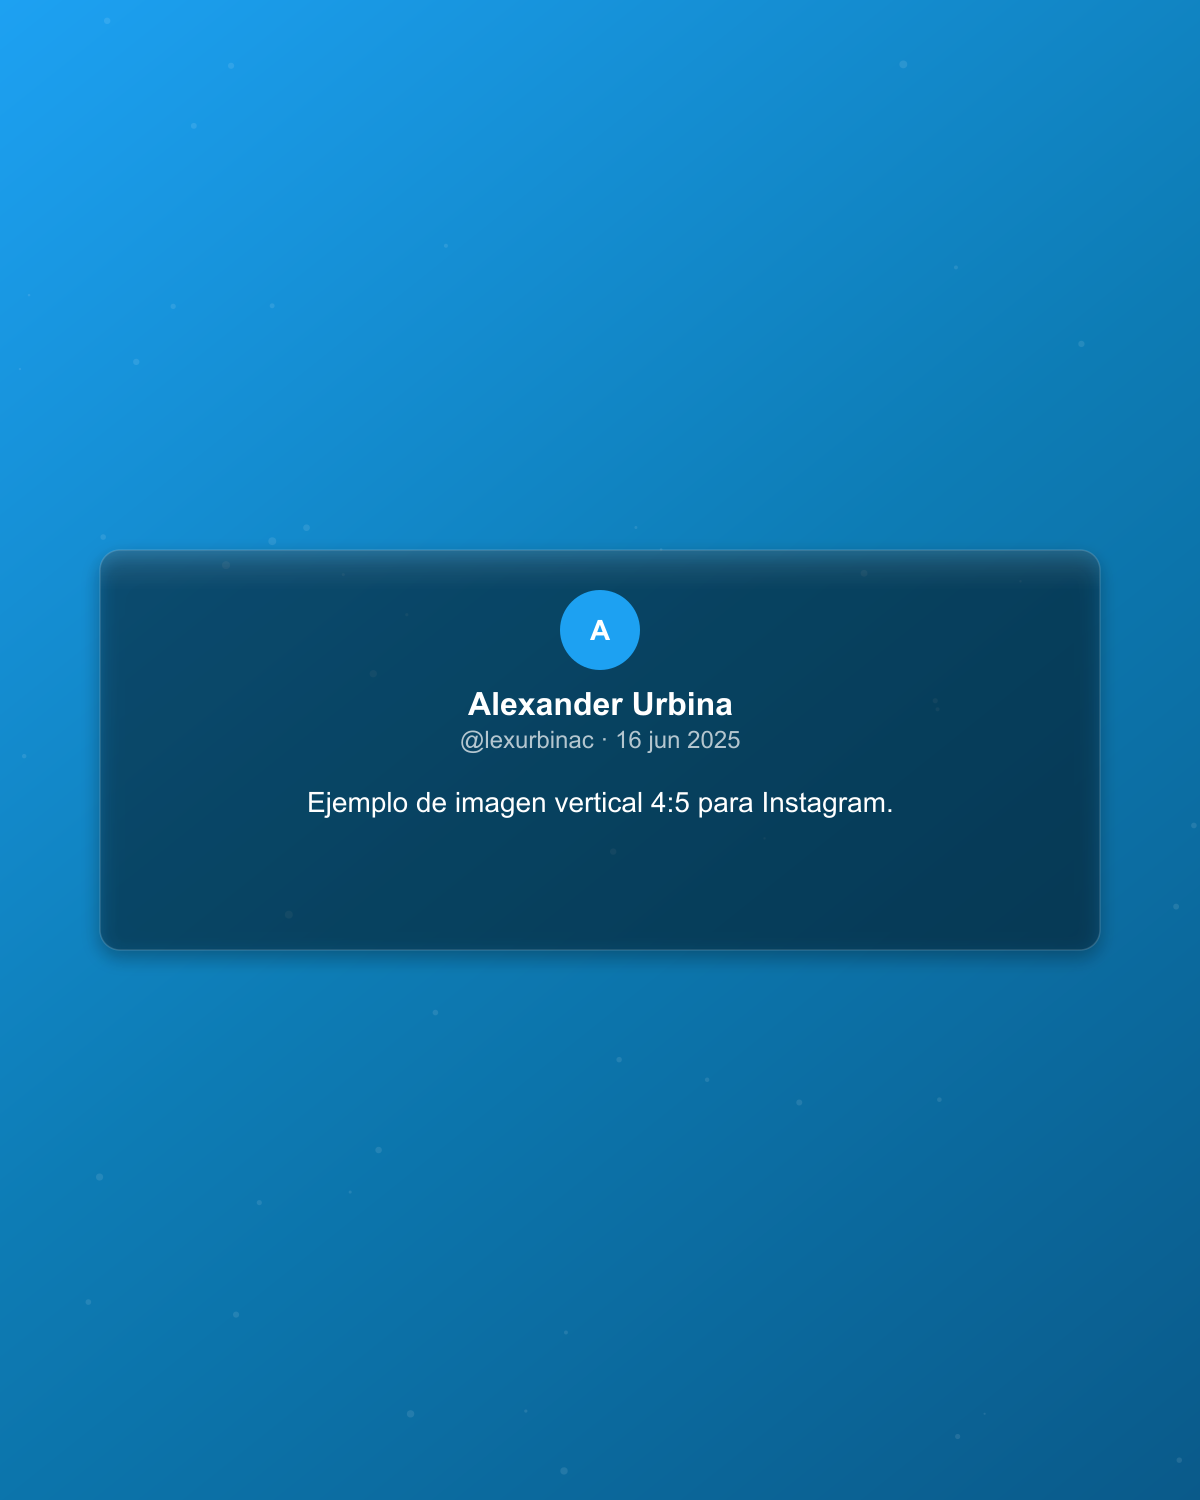 A
Alexander Urbina
@lexurbinac · 16 jun 2025
Ejemplo de imagen vertical 4:5 para Instagram.